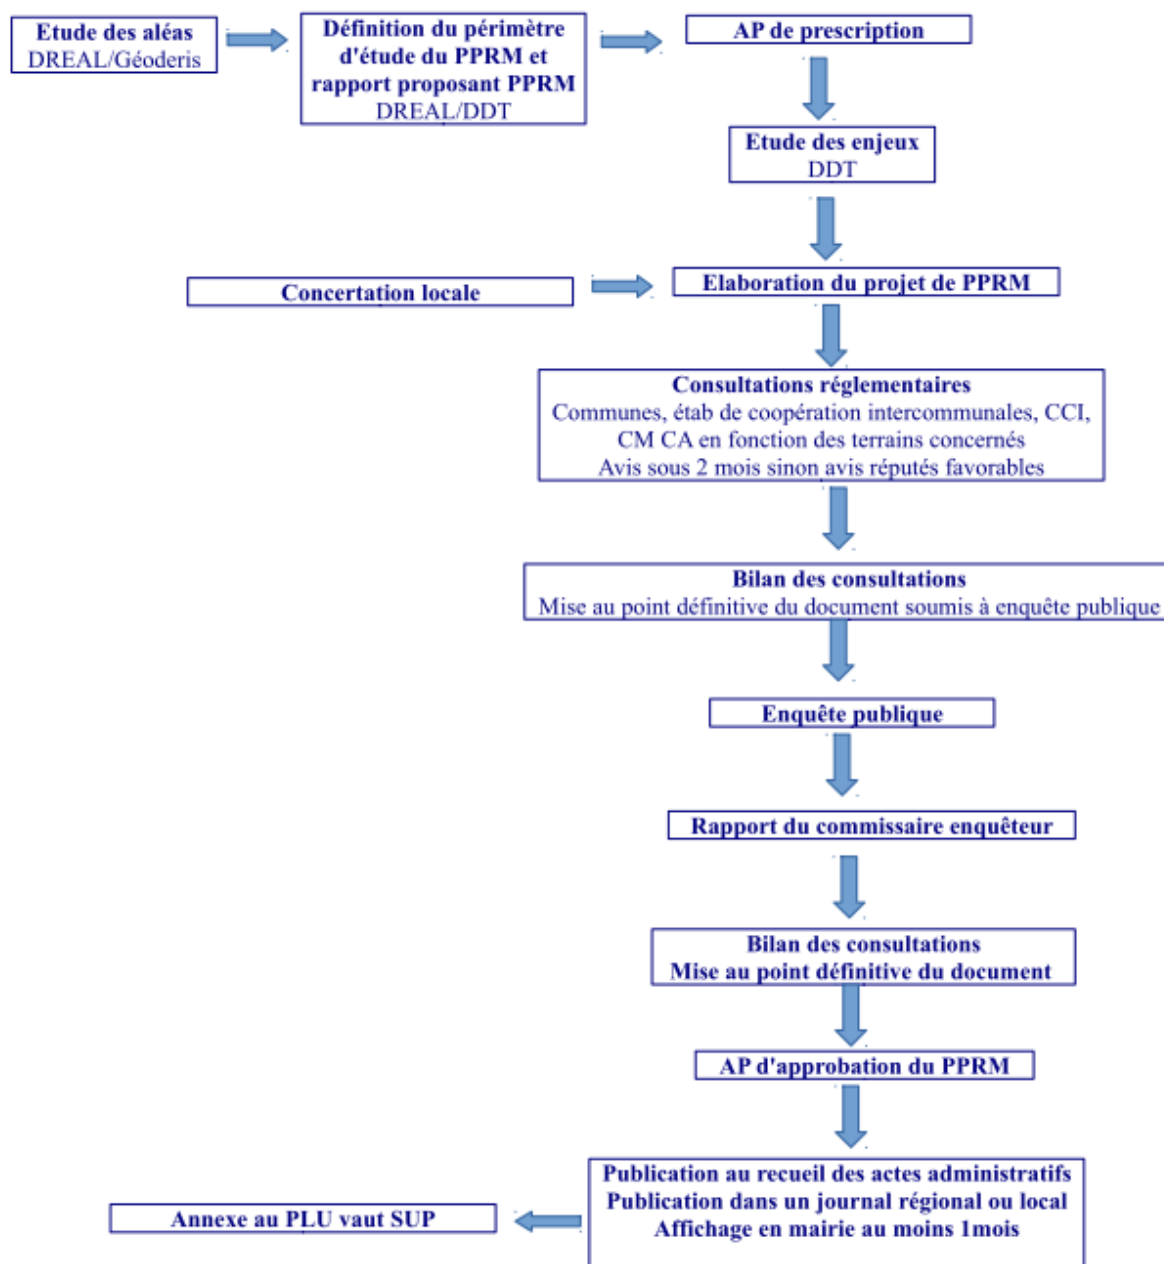 Etude des aléas
DREAL/Géoderis
Définition du périmètre
d'étude du PPRM et
rapport proposant PPRM
DREAL/DDT
AP de prescription
Etude des enjeux
DDT
Concertation locale
Elaboration du projet de PPRM
Consultations réglementaires
Communes, étab de coopération intercommunales, CCI,
CM CA en fonction des terrains concernés
Avis sous 2 mois sinon avis réputés favorables
Bilan des consultations
Mise au point définitive du document soumis à enquête publique
Enquête publique
Rapport du commissaire enquêteur
Bilan des consultations
Mise au point définitive du document
AP d'approbation du PPRM
Publication au recueil des actes administratifs
Publication dans un journal régional ou local
Affichage en mairie au moins 1mois
Annexe au PLU vaut SUP